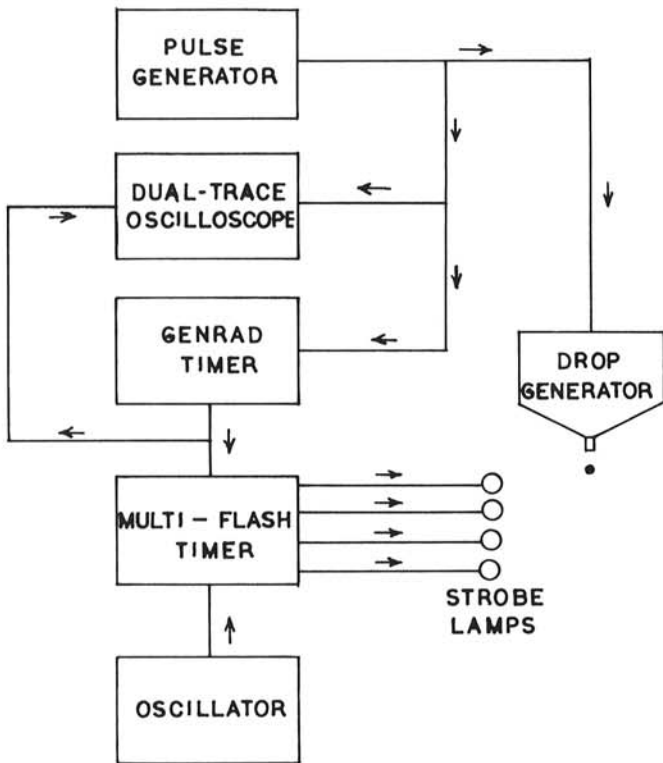 PULSE
GENERATOR
DUAL-TRACE
OSCILLOSCOPE
GENRAD
TIMER
DROP
GENERATOR
MULTI - FLASH
TIMER
STROBE
LAMPS
OSCILLATOR